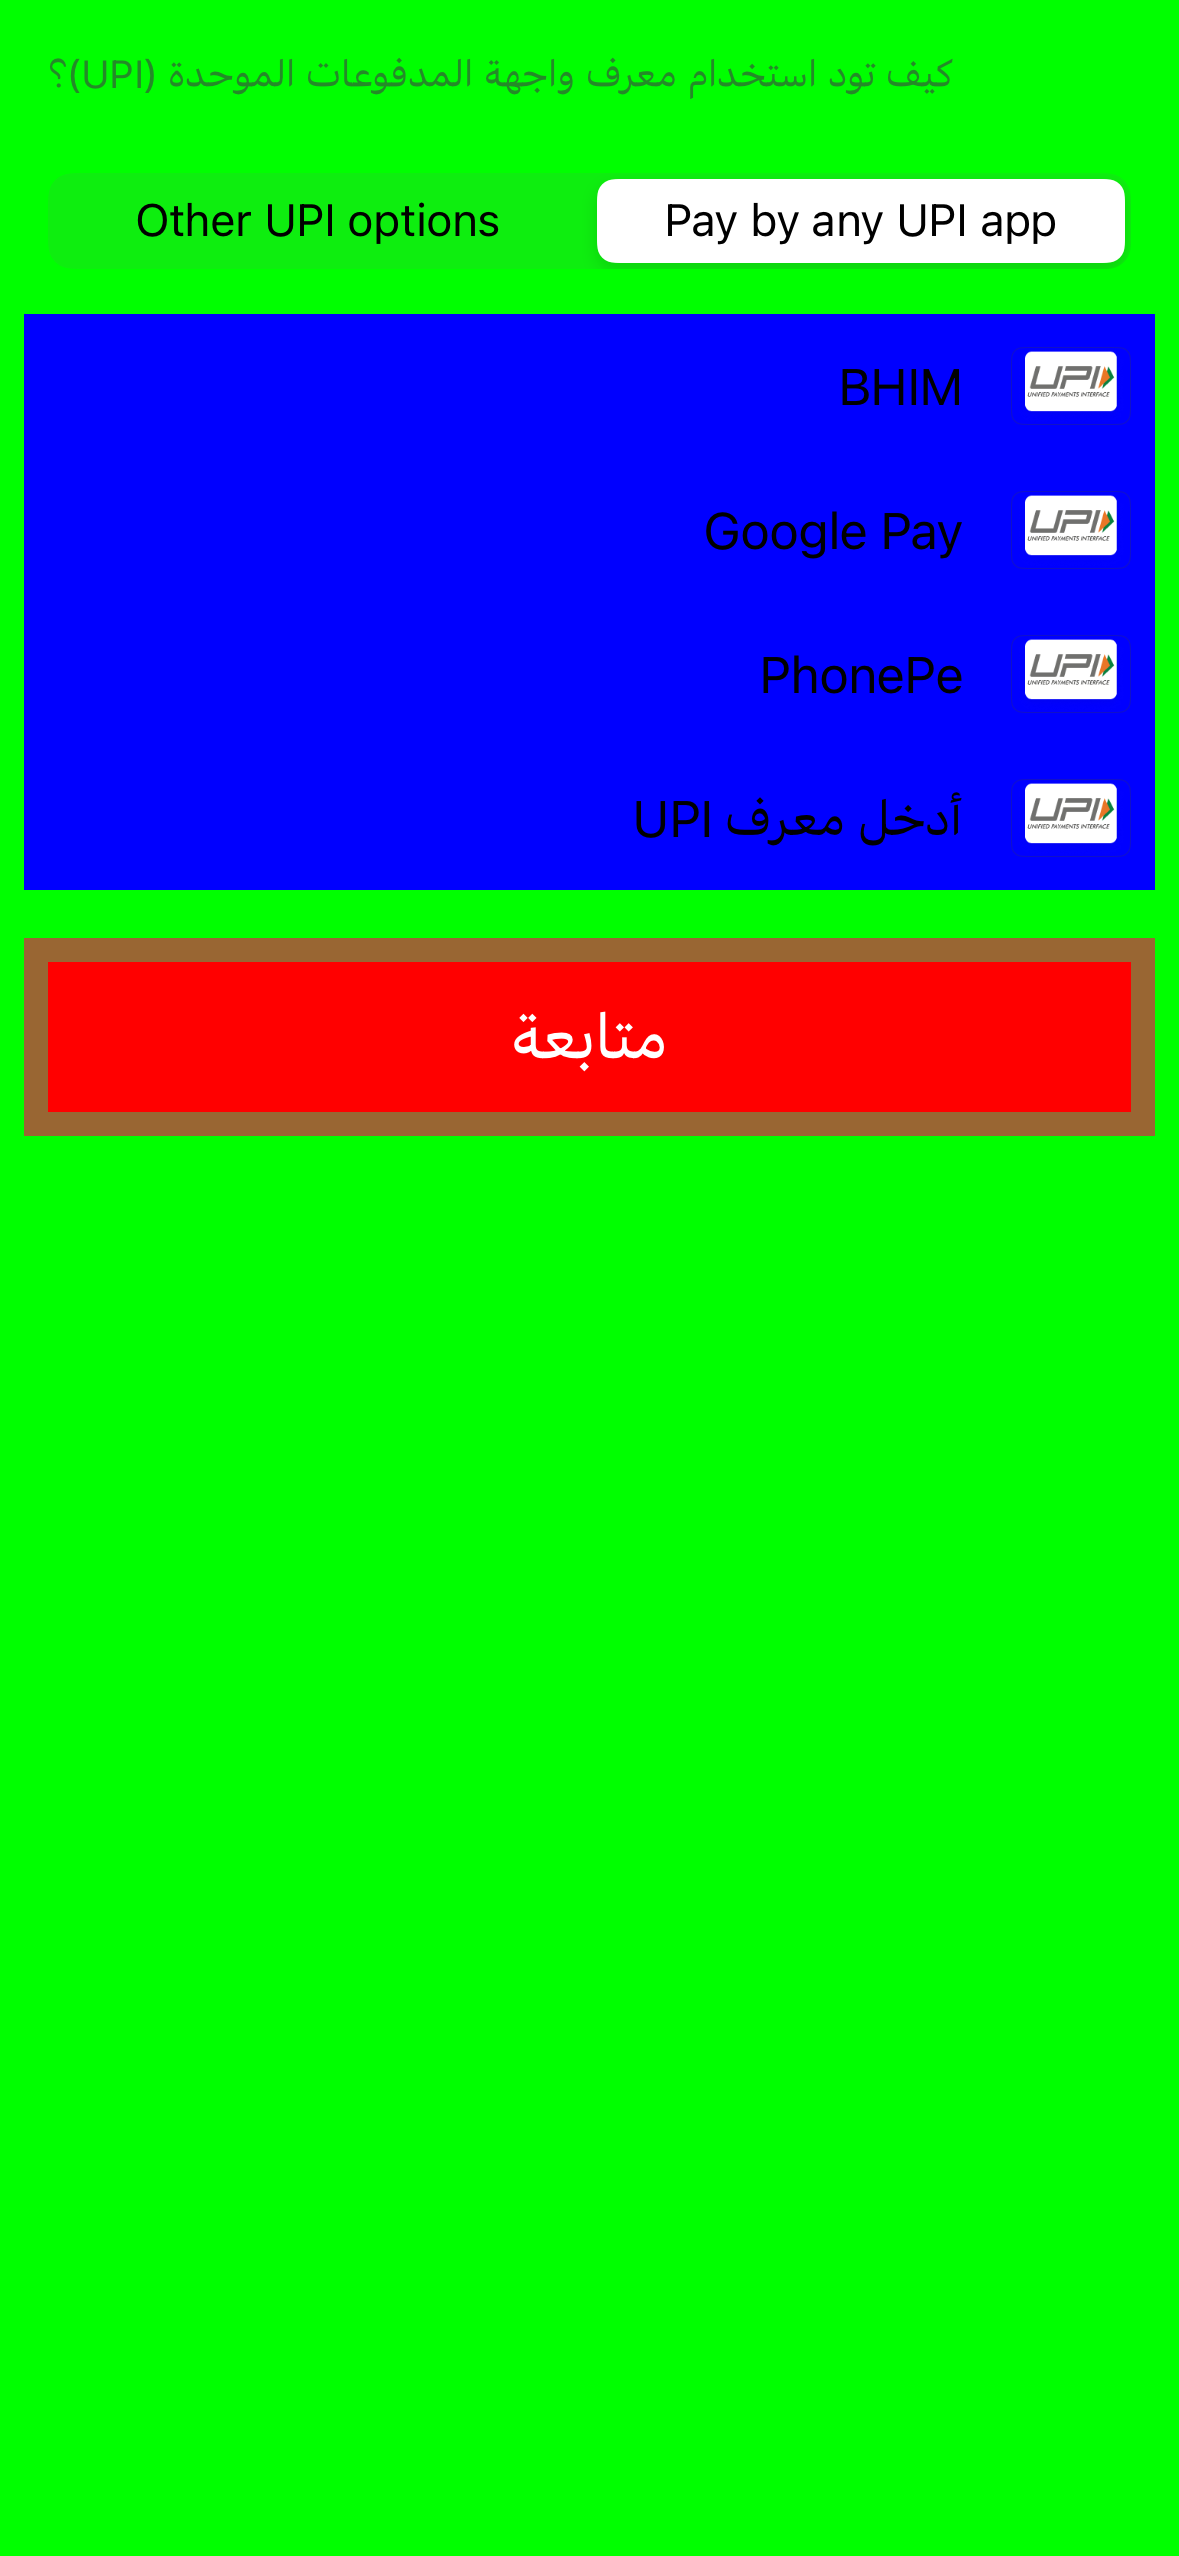 كيف تود استخدام معرف واجهة المدفوعات الموحدة (UPI)؟
Pay by any UPI app
Other UPI options
UPI
UNIFIED PAYMENTS INTERFACE
BHIM
UPI
UNIFIED PAYMENTS INTERFACE
Google Pay
UPI
UNIFIED PAYMENTS INTERFACE
PhonePe
UPI
UNIFIED PAYMENTS INTERFACE
أدخل معرف UPI
متابعة